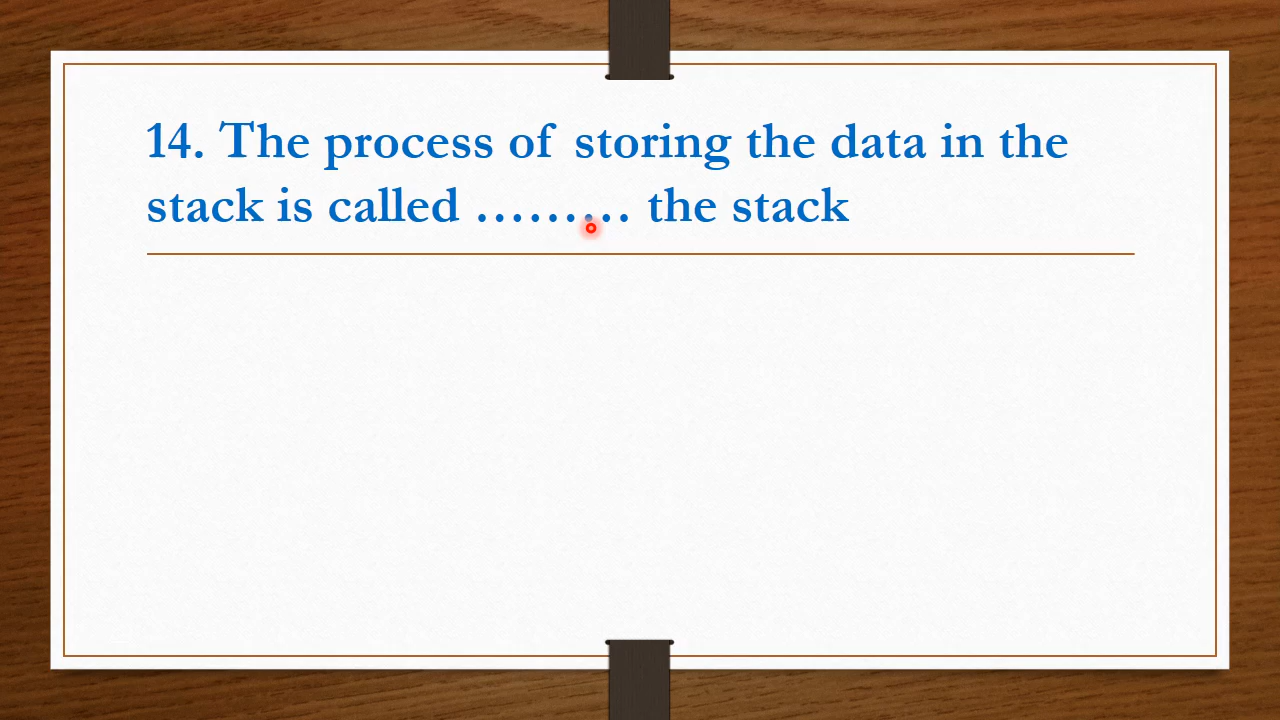 14. The process of storing the data in the
stack is called ……… the stack